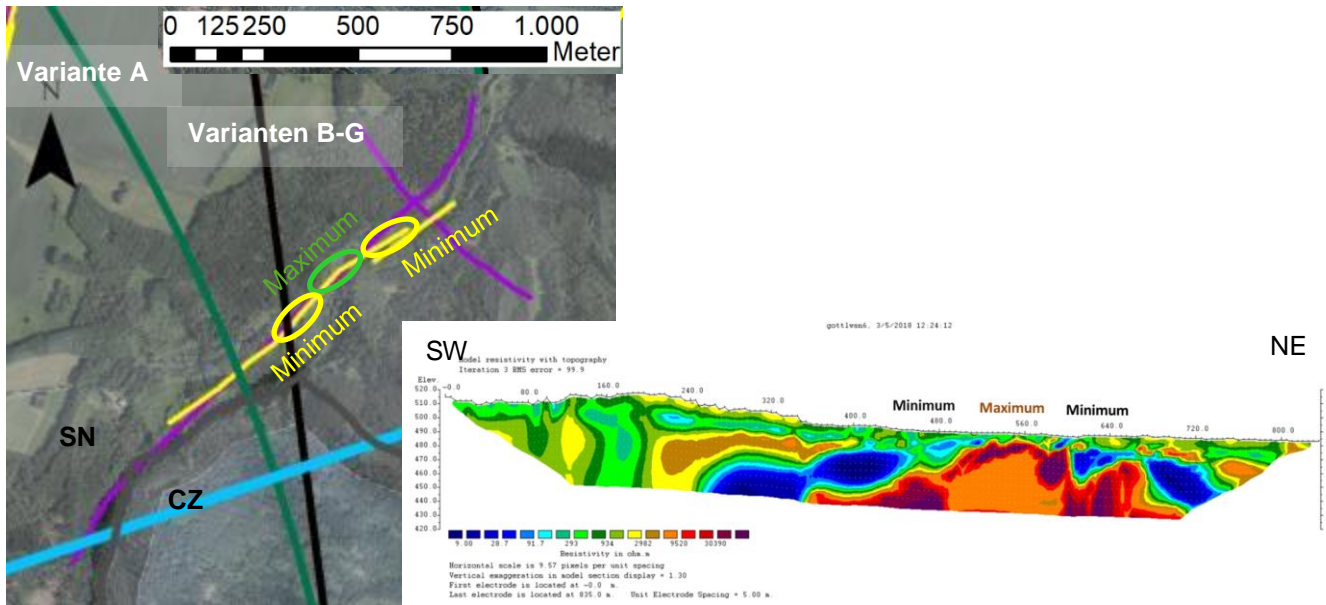 0 125 250 500 750 1.000
Meter
Variante A
N
Varianten B-G
Maximum
Minimum
Minimum
SN
CZ
gottlesn6, 3/5/2018 12:24:12
SW
NE
Model resistivity with topography
Iteration 3 RMS error = 99.9
Elev.
520.0
510.0
500.0
490.0
480.0
470.0
460.0
450.0
440.0
430.0
420.0
-0.0 80.0 160.0 240.0 320.0 400.0 480.0 560.0 640.0 720.0 800.0
Minimum Maximum Minimum
9.00 28.7 91.7 293 934 2982 9520 30390
Resistivity in ohm.m
Horizontal scale is 9.57 pixels per unit spacing
Vertical exaggeration in model section display = 1.30
First electrode is located at -0.0 m.
Last electrode is located at 835.0 m. Unit Electrode Spacing = 5.00 m.